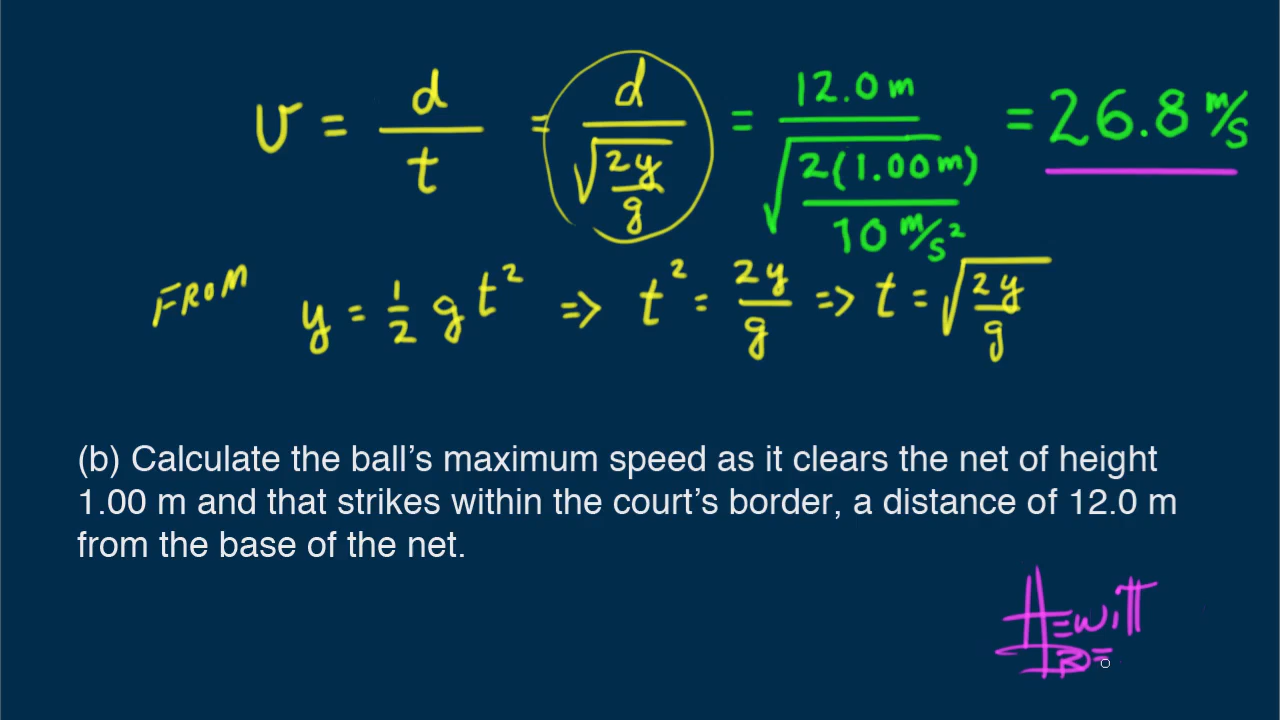 v = d / t = d / √(2y/g) = 12.0 m / √(2(1.00 m) / 10 m/s²) = 26.8 m/s
FROM y = 1/2 g t² => t² = 2y/g => t = √(2y/g)
(b) Calculate the ball's maximum speed as it clears the net of height
1.00 m and that strikes within the court's border, a distance of 12.0 m
from the base of the net.
HEwiTT